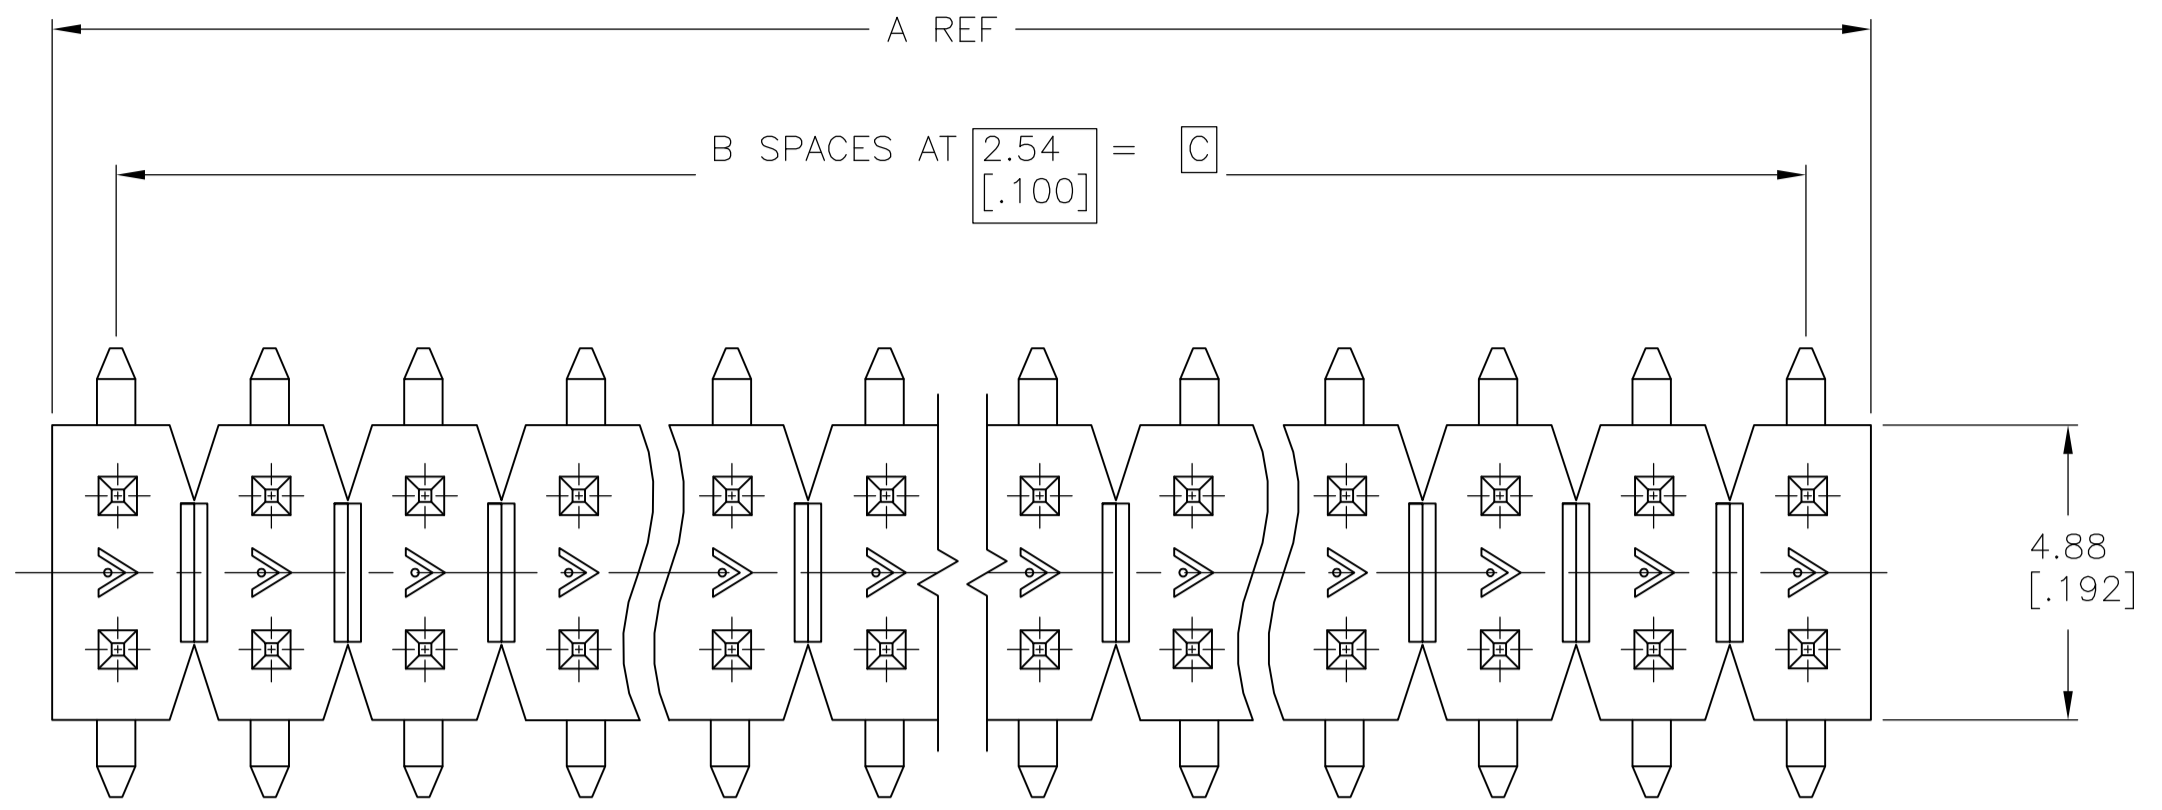 A REF
B SPACES AT 2.54 = C
[.100]
4.88
[.192]